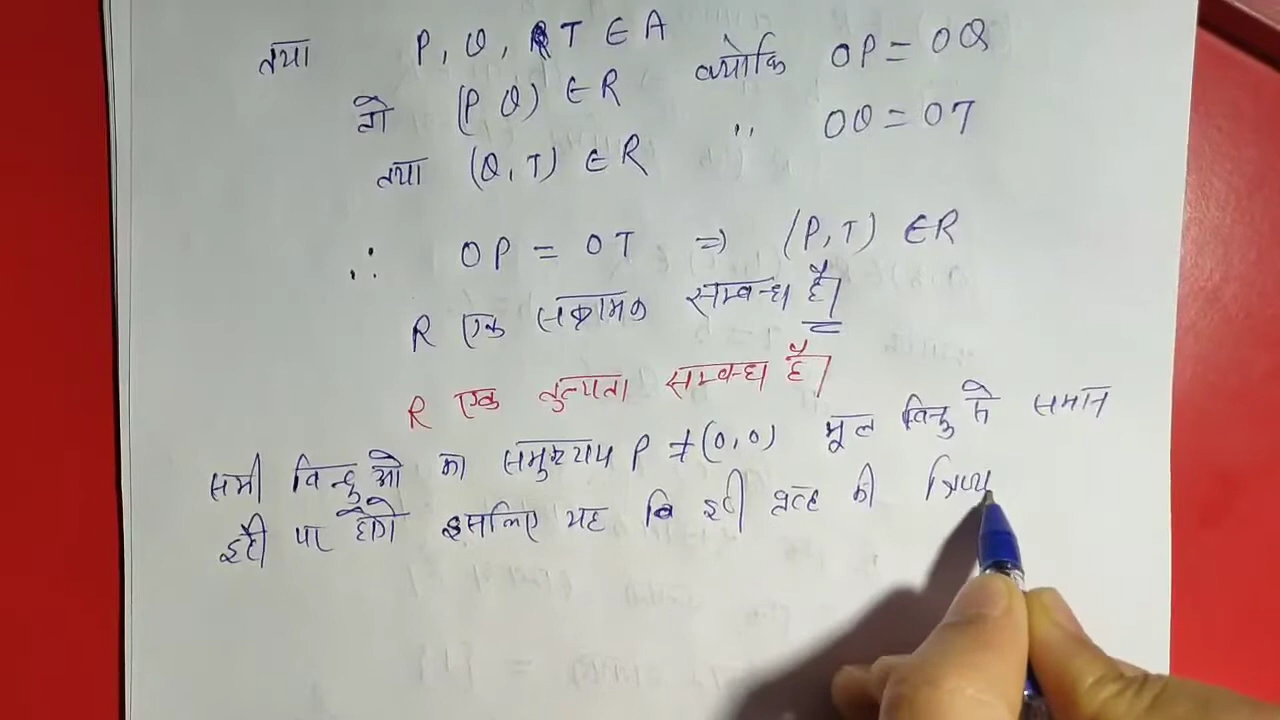 तथा P, Q, T ∈ A क्योकि OP = OQ
तो (P Q) ∈ R
तथा (Q, T) ∈ R " OQ = OT
∴ OP = OT ⇒ (P, T) ∈ R
R एक संक्रामक सम्बन्ध है।
R एक तुल्यता सम्बन्ध है।
सभी विन्दुओ का समुच्चय P ≠ (0,0) मूल विन्दु से समान
दूरी पर होगे इसलिए यह दूरी वृत्त की त्रिज्य